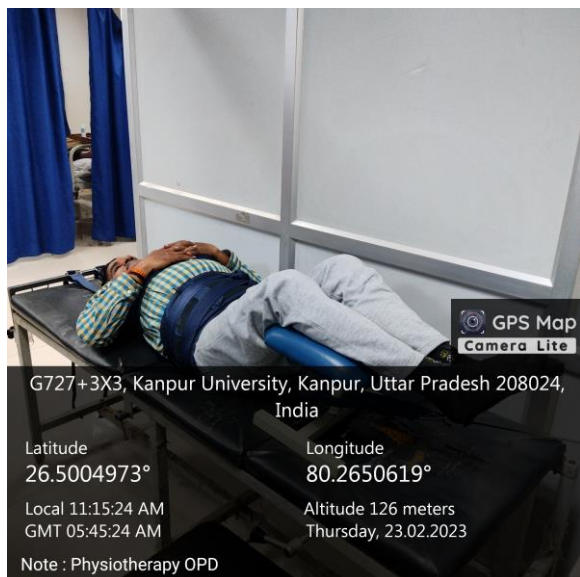 GPS Map
Camera Lite
G727+3X3, Kanpur University, Kanpur, Uttar Pradesh 208024,
India
Latitude
26.5004973°
Longitude
80.2650619°
Local 11:15:24 AM
GMT 05:45:24 AM
Altitude 126 meters
Thursday, 23.02.2023
Note : Physiotherapy OPD